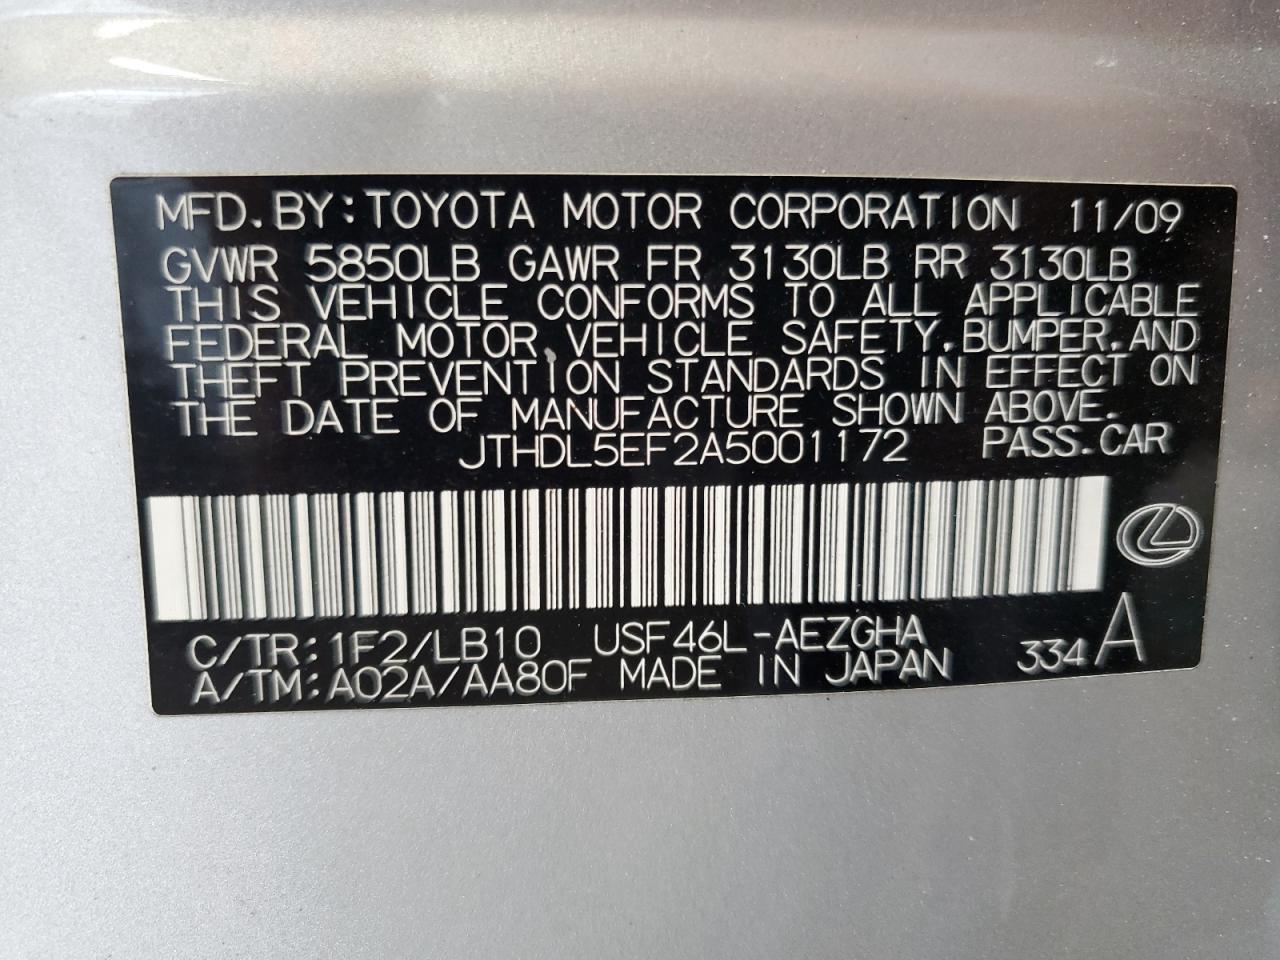 MFD. BY: TOYOTA MOTOR CORPORATION 11/09
GVWR 5850LB GAWR FR 3130LB RR 3130LB
THIS VEHICLE CONFORMS TO ALL APPLICABLE
FEDERAL MOTOR VEHICLE SAFETY, BUMPER, AND
THEFT PREVENTION STANDARDS IN EFFECT ON
THE DATE OF MANUFACTURE SHOWN ABOVE.
JTHDL5EF2A5001172 PASS. CAR
C/TR: 1F2/LB10 USF46L-AEZGHA
A/TM: A02A/AA80F MADE IN JAPAN 334 A